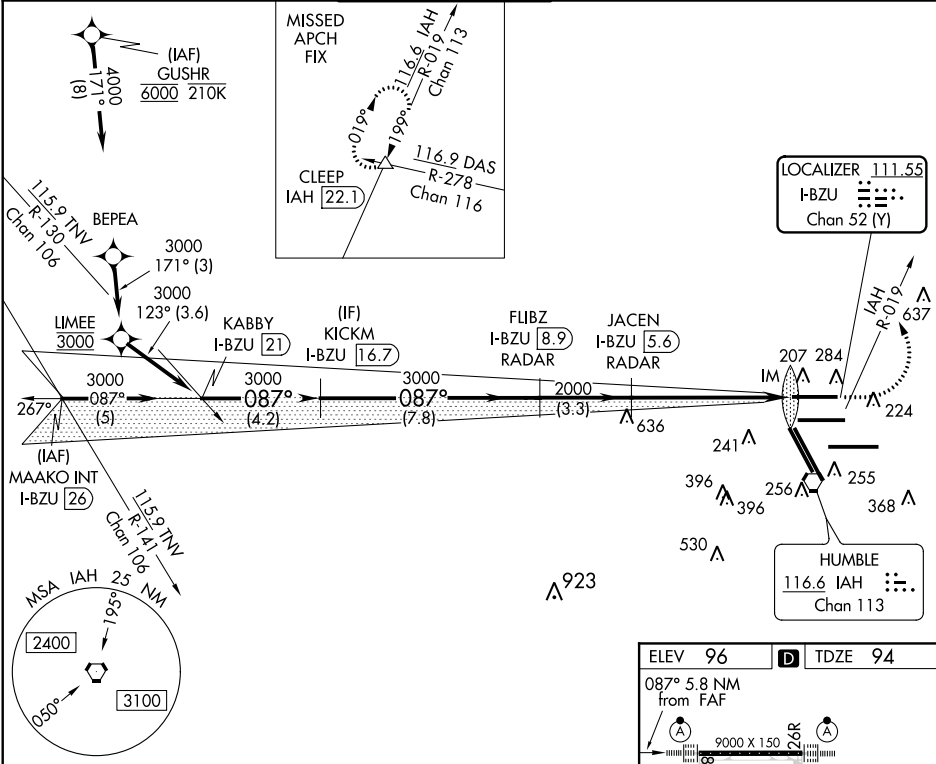 MISSED
APCH
FIX
116.6 IAH
R-019
Chan 113
019°
199°
116.9 DAS
R-278
Chan 116
CLEEP
IAH 22.1
(IAF)
GUSHR
6000 210K
4000
171°
(8)
LOCALIZER 111.55
I-BZU
Chan 52 (Y)
115.9 TNV
R-130
Chan 106
BEPEA
3000
171° (3)
3000
123° (3.6)
LIMEE
3000
KABBY
I-BZU 21
(IF)
KICKM
I-BZU 16.7
FLIBZ
I-BZU 8.9
RADAR
JACEN
I-BZU 5.6
RADAR
IAH
R-019
637
IM
207
284
224
267°
3000
087°
(5)
3000
087°
(4.2)
3000
087°
(7.8)
2000
(3.3)
636
241
(IAF)
MAAKO INT
I-BZU 26
115.9 TNV
R-141
Chan 106
396
396
256
255
368
530
923
HUMBLE
116.6 IAH
Chan 113
MSA IAH 25 NM
195°
2400
050°
3100
ELEV 96
D
TDZE 94
087° 5.8 NM
from FAF
A
A
9000 X 150
26R